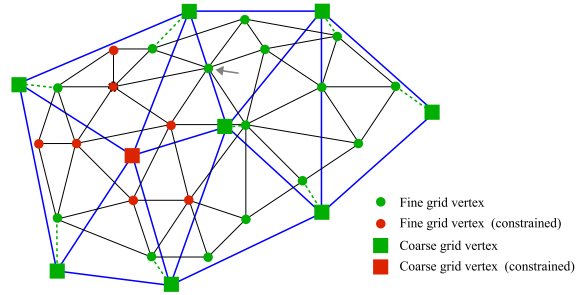 Fine grid vertex
Fine grid vertex (constrained)
Coarse grid vertex
Coarse grid vertex (constrained)